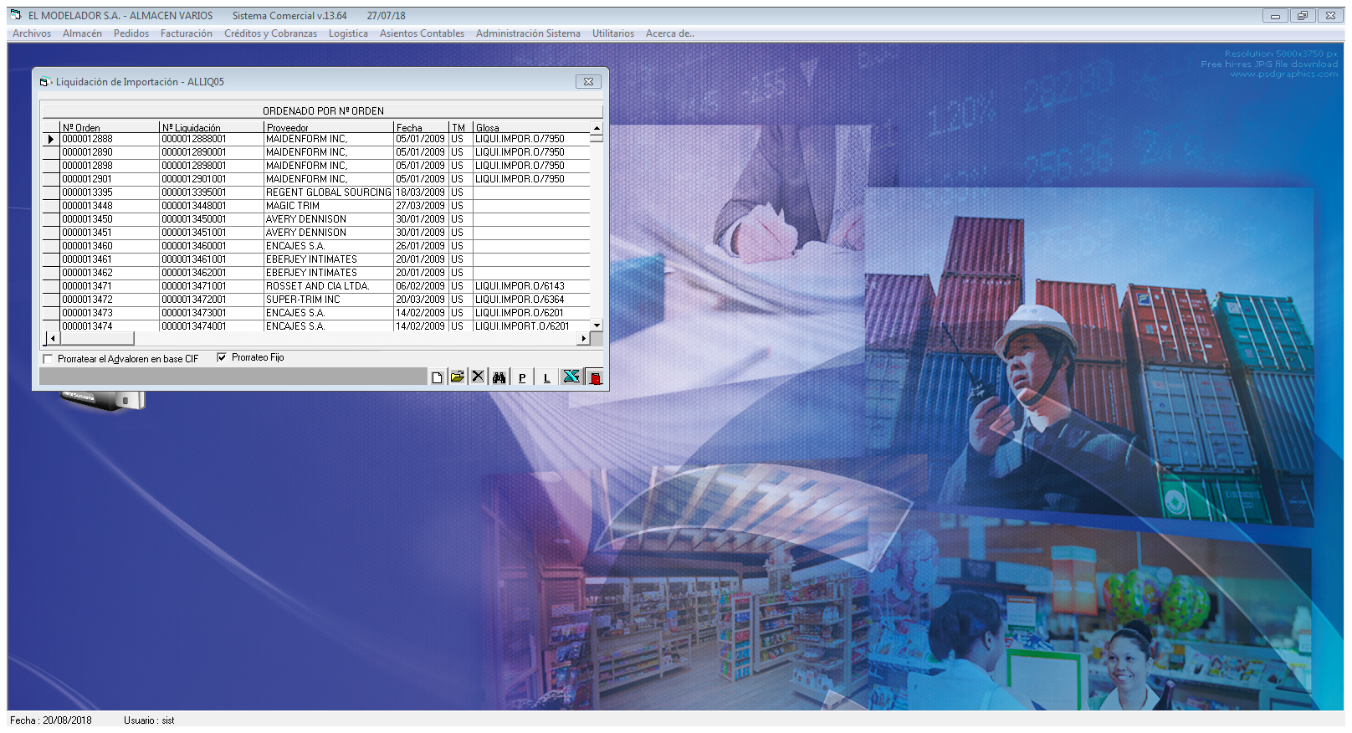 EL MODELADOR S.A. - ALMACEN VARIOS Sistema Comercial v.13.64 27/07/18
Archivos Almacén Pedidos Facturación Créditos y Cobranzas Logistica Asientos Contables Administración Sistema Utilitarios Acerca de..
Resolution 5000x3750 px
Free hi-res JPG file download
www.psdgraphics.com
Liquidación de Importación - ALLIQ05
ORDENADO POR Nº ORDEN
Nº Orden Nº Liquidación Proveedor Fecha TM Glosa
0000012888 0000012888001 MAIDENFORM INC, 05/01/2009 US LIQUI.IMPOR.O/7950
0000012890 0000012890001 MAIDENFORM INC, 05/01/2009 US LIQUI.IMPOR.O/7950
0000012898 0000012898001 MAIDENFORM INC, 05/01/2009 US LIQUI.IMPOR.O/7950
0000012901 0000012901001 MAIDENFORM INC, 05/01/2009 US LIQUI.IMPOR.O/7950
0000013395 0000013395001 REGENT GLOBAL SOURCING 18/03/2009 US
0000013448 0000013448001 MAGIC TRIM 27/03/2009 US
0000013450 0000013450001 AVERY DENNISON 30/01/2009 US
0000013451 0000013451001 AVERY DENNISON 30/01/2009 US
0000013460 0000013460001 ENCAJES S.A. 26/01/2009 US
0000013461 0000013461001 EBERJEY INTIMATES 20/01/2009 US
0000013462 0000013462001 EBERJEY INTIMATES 20/01/2009 US
0000013471 0000013471001 ROSSET AND CIA LTDA. 06/02/2009 US LIQUI.IMPOR.O/6143
0000013472 0000013472001 SUPER-TRIM INC 20/03/2009 US LIQUI.IMPOR.O/6364
0000013473 0000013473001 ENCAJES S.A. 14/02/2009 US LIQUI.IMPOR.O/6201
0000013474 0000013474001 ENCAJES S.A. 14/02/2009 US LIQUI.IMPORT.O/6201
Prorratear el Advaloren en base CIF Prorrateo Fijo
P L
1.20% 282.80
Fecha : 20/08/2018 Usuario : sist